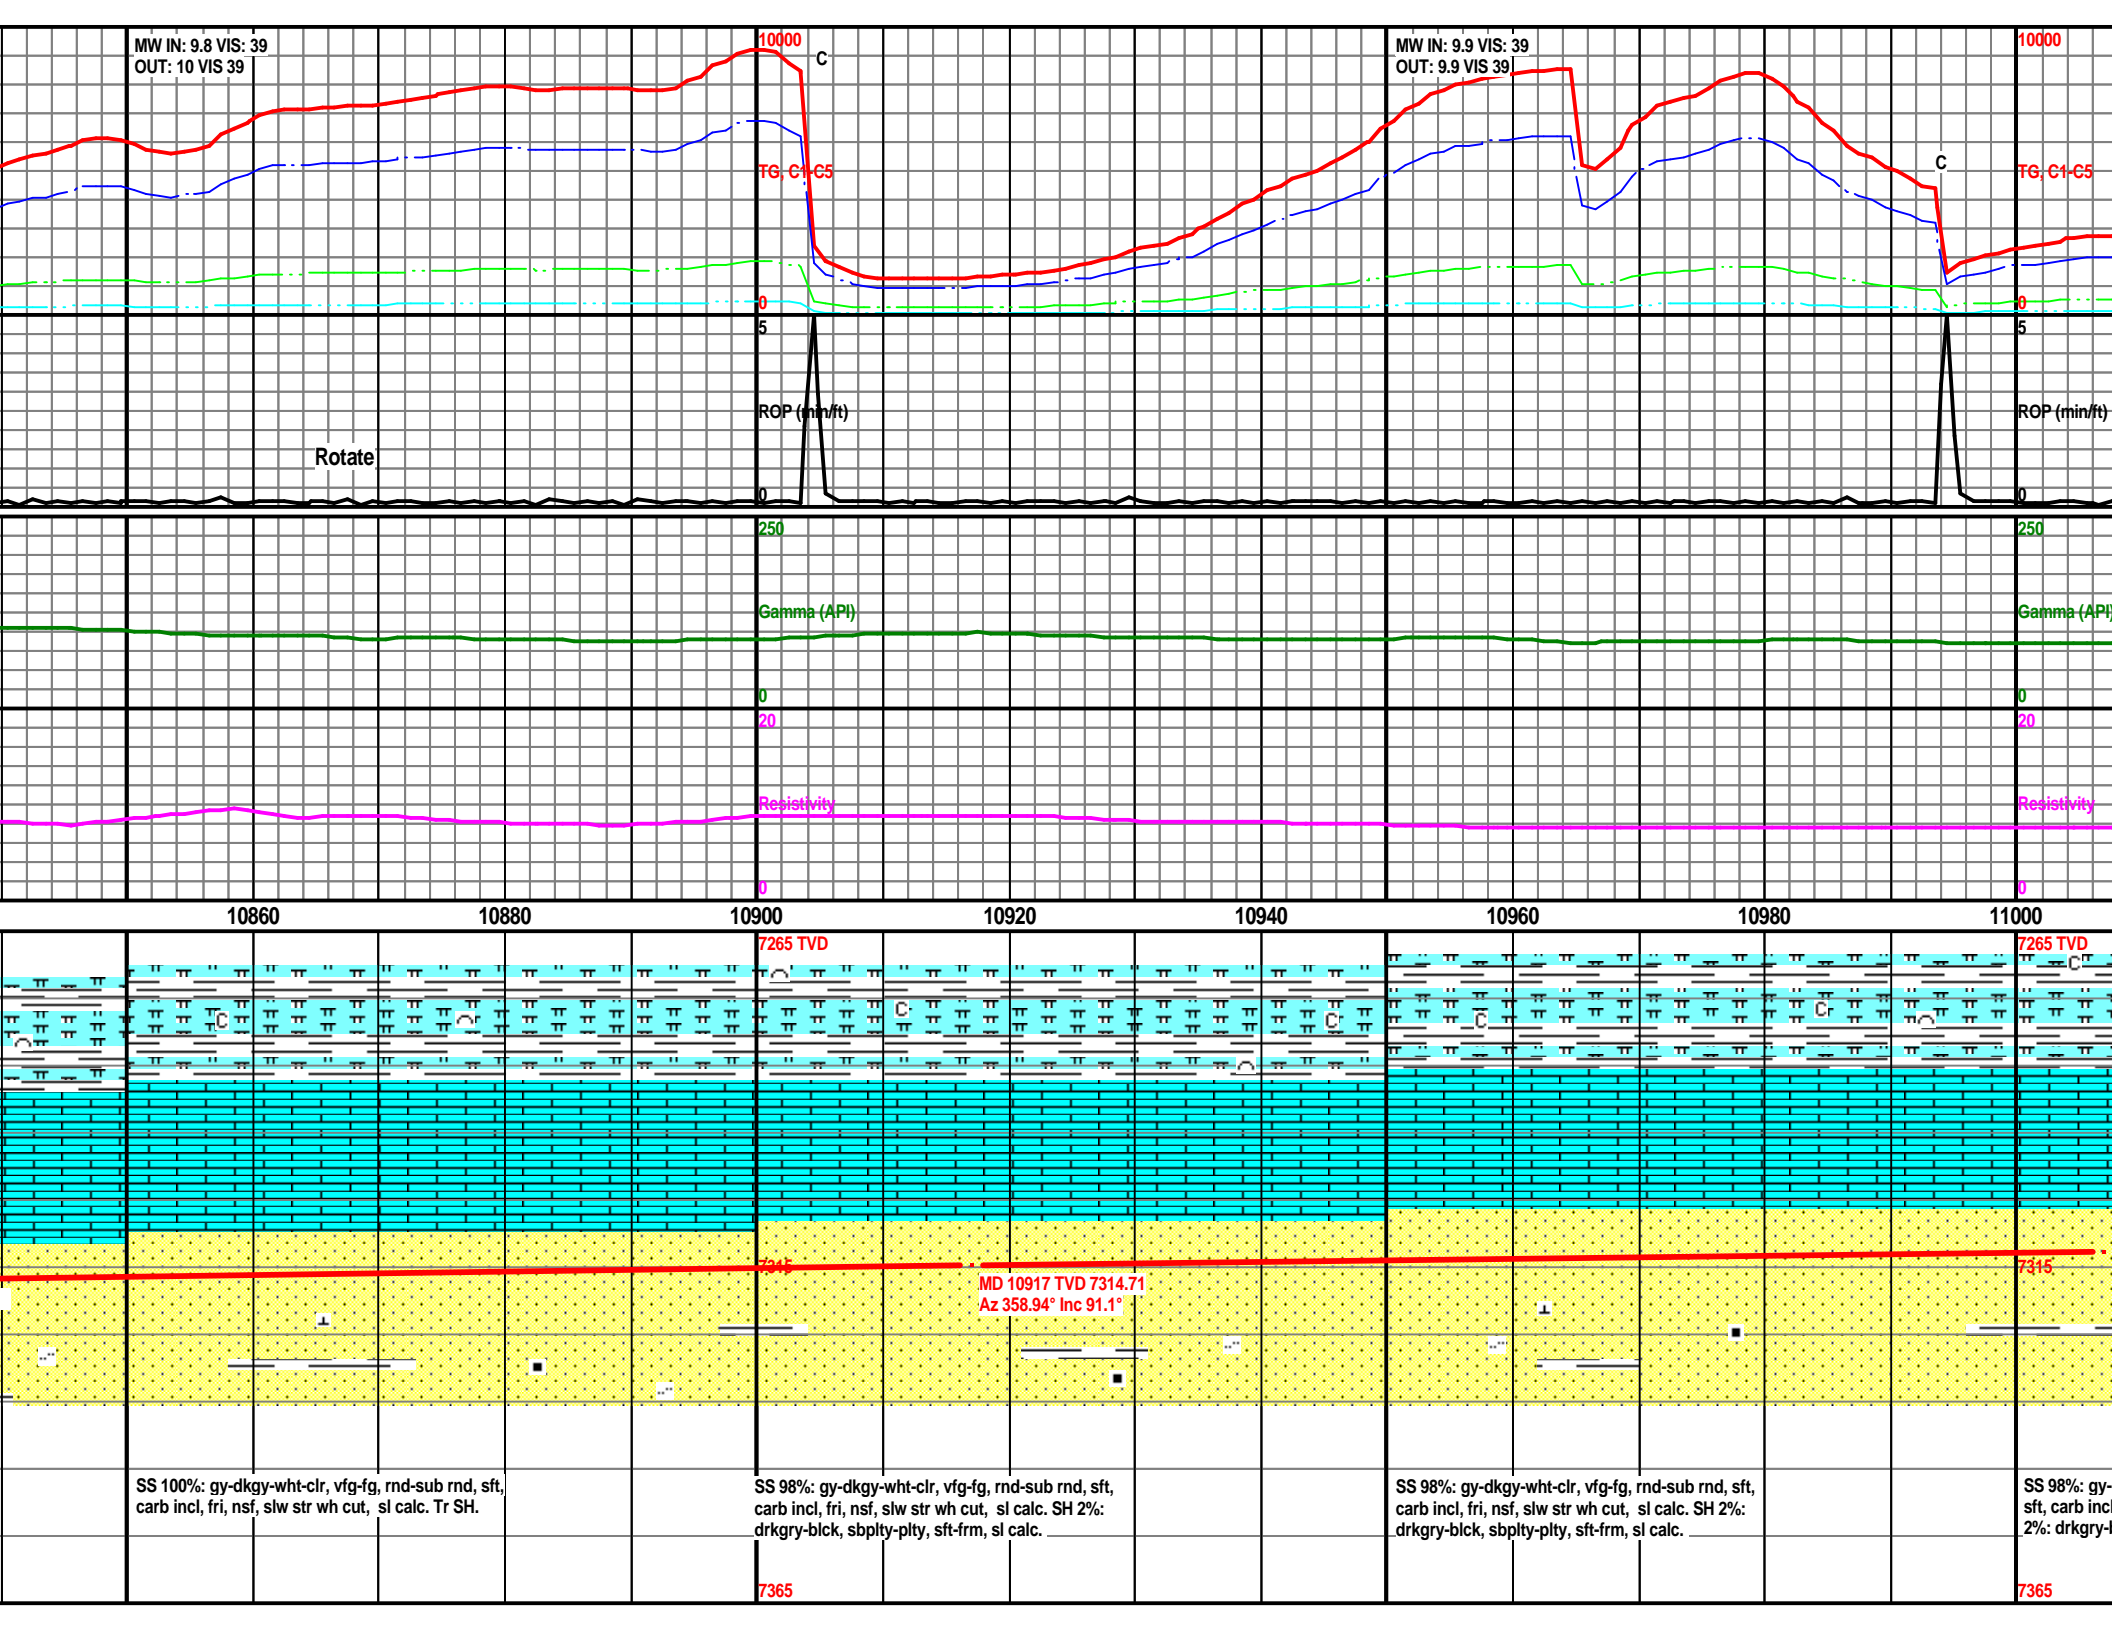 MW IN: 9.8 VIS: 39
OUT: 10 VIS 39
10000
C
MW IN: 9.9 VIS: 39
OUT: 9.9 VIS 39
10000
TG, C1-C5
C
TG, C1-C5
0
0
5
5
ROP (min/ft)
ROP (min/ft)
Rotate
0
0
250
250
Gamma (API)
Gamma (API)
0
0
20
20
Resistivity
Resistivity
0
0
10860
10880
10900
10920
10940
10960
10980
11000
7265 TVD
7265 TVD
C
C
C
C
C
C
7315
7315
MD 10917 TVD 7314.71
Az 358.94° Inc 91.1°
SS 100%: gy-dkgy-wht-clr, vfg-fg, rnd-sub rnd, sft,
carb incl, fri, nsf, slw str wh cut, sl calc. Tr SH.
SS 98%: gy-dkgy-wht-clr, vfg-fg, rnd-sub rnd, sft,
carb incl, fri, nsf, slw str wh cut, sl calc. SH 2%:
drkgry-blck, sbplty-plty, sft-frm, sl calc.
SS 98%: gy-dkgy-wht-clr, vfg-fg, rnd-sub rnd, sft,
carb incl, fri, nsf, slw str wh cut, sl calc. SH 2%:
drkgry-blck, sbplty-plty, sft-frm, sl calc.
SS 98%: gy-
sft, carb incl
2%: drkgry-b
7365
7365